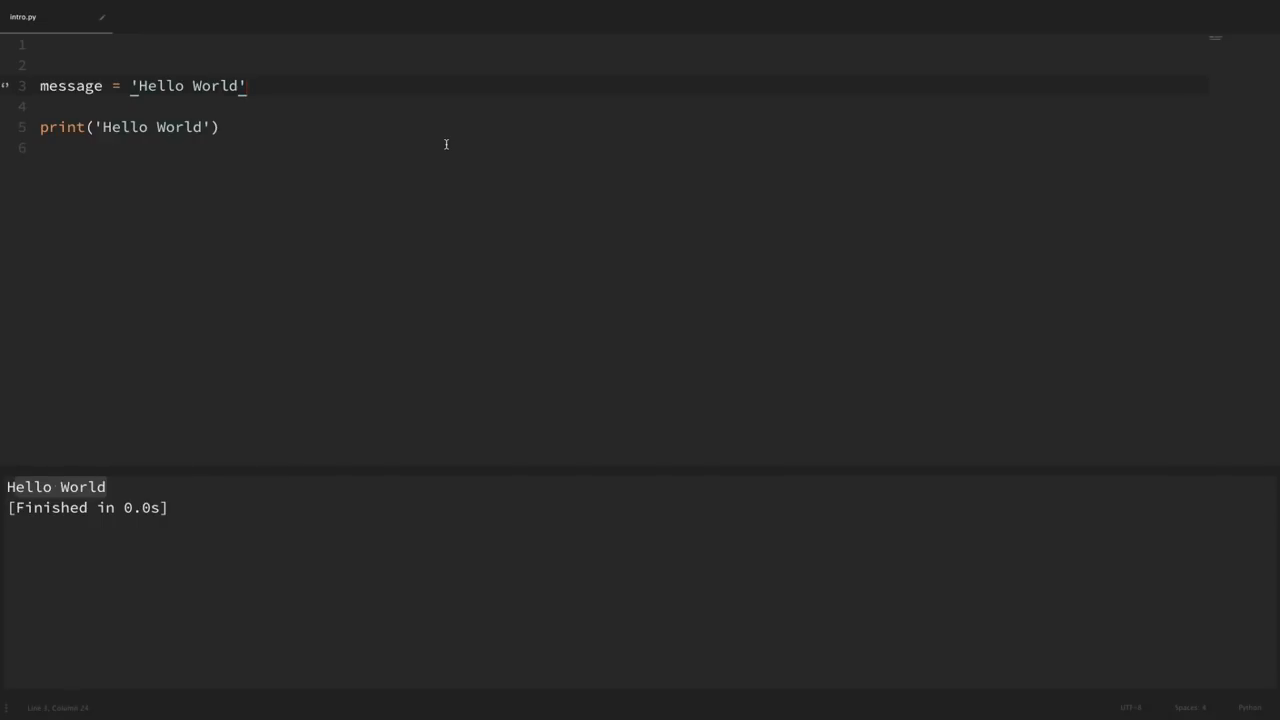 intro.py
1
2
3 message = 'Hello World'
4
5 print('Hello World')
6
Hello World
[Finished in 0.0s]
Line 3, Column 24 UTF-8 Spaces: 4 Python